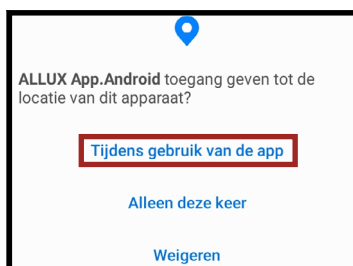 ALLUX App.Android toegang geven tot de
locatie van dit apparaat?
Tijdens gebruik van de app
Alleen deze keer
Weigeren